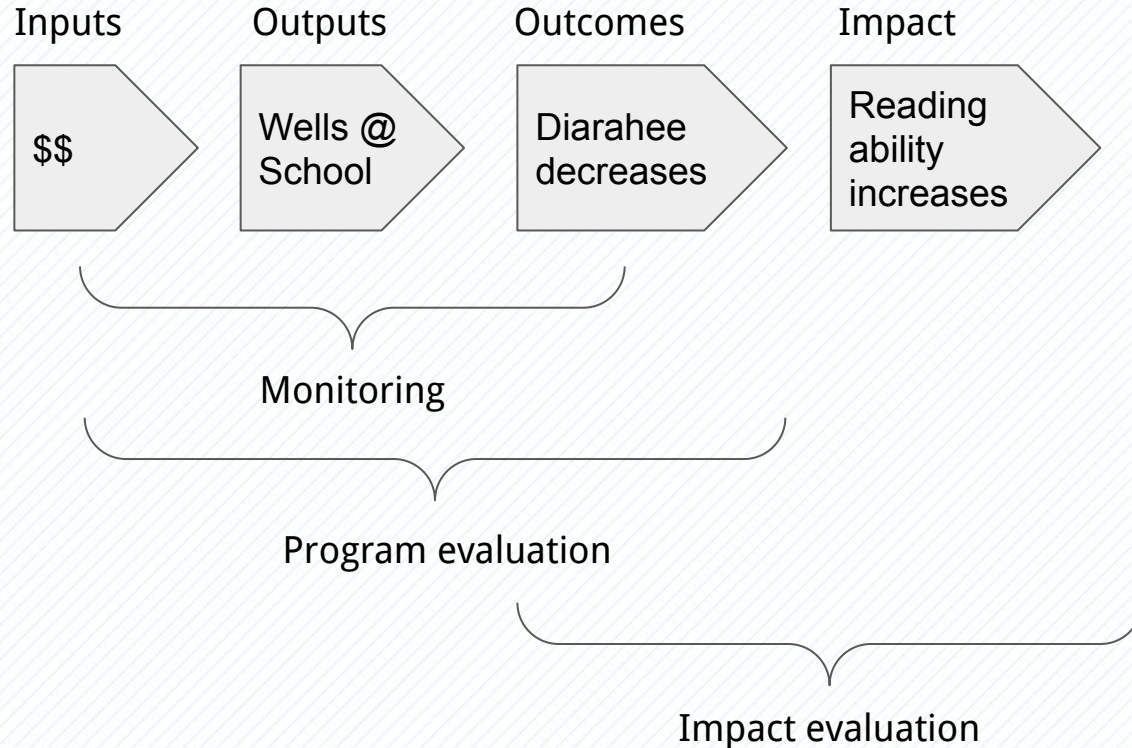 Inputs
Outputs
Outcomes
Impact
$$
Wells @
School
Diarahee
decreases
Reading
ability
increases
Monitoring
Program evaluation
Impact evaluation